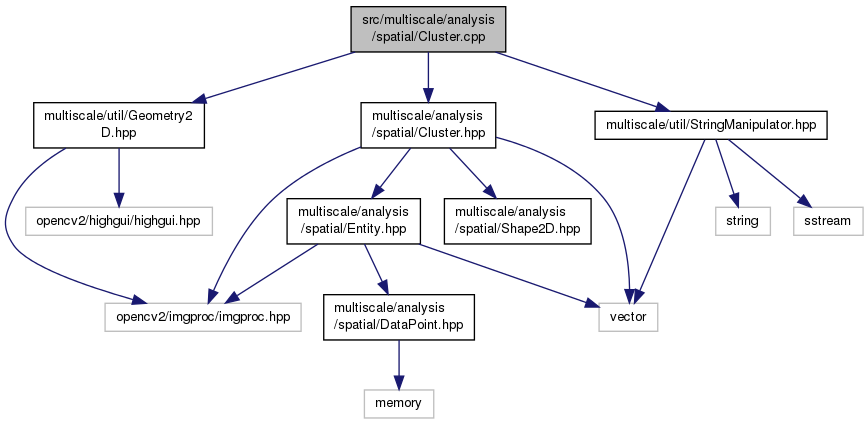 src/multiscale/analysis
/spatial/Cluster.cpp
multiscale/util/Geometry2
D.hpp
multiscale/analysis
/spatial/Cluster.hpp
multiscale/util/StringManipulator.hpp
opencv2/highgui/highgui.hpp
multiscale/analysis
/spatial/Entity.hpp
multiscale/analysis
/spatial/Shape2D.hpp
string
sstream
opencv2/imgproc/imgproc.hpp
multiscale/analysis
/spatial/DataPoint.hpp
vector
memory